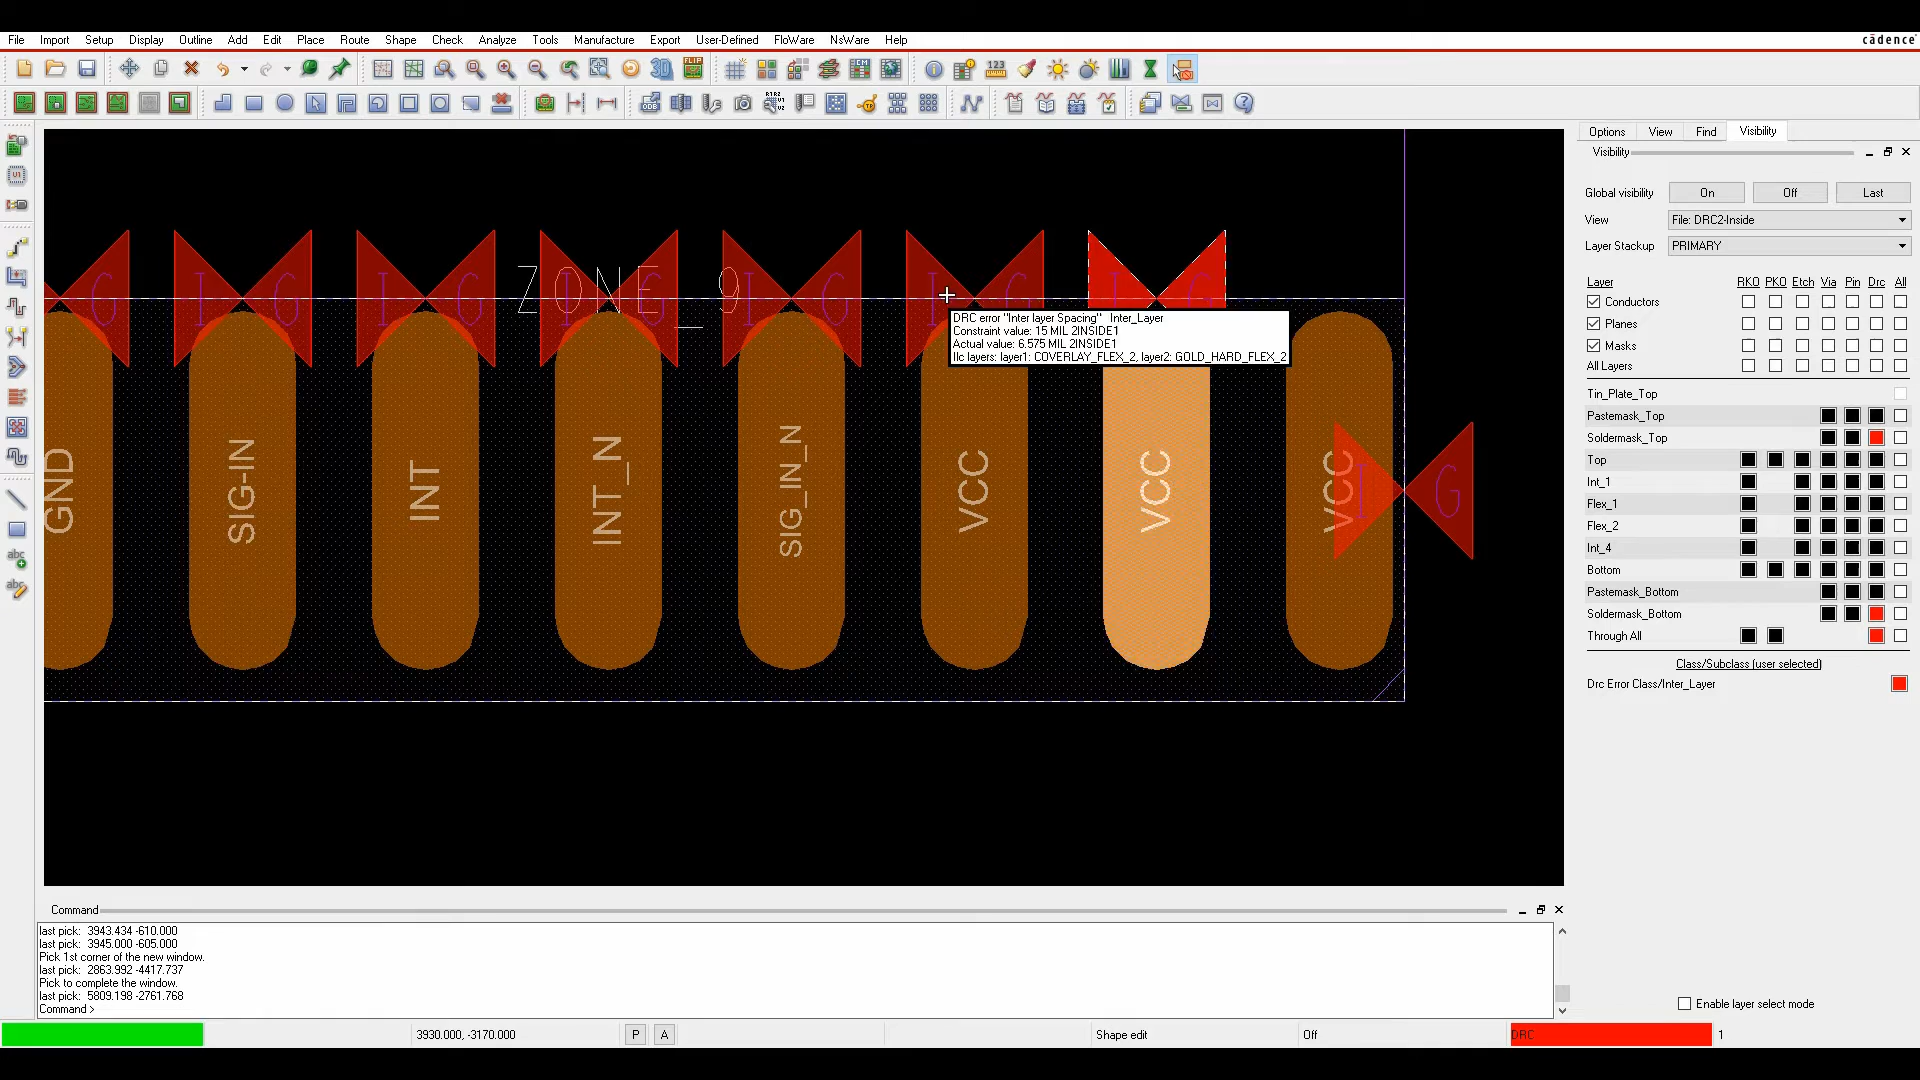 File Import Setup Display Outline Add Edit Place Route Shape Check Analyze Tools Manufacture Export User-Defined FloWare NsWare Help
cādence
Options View Find Visibility
Visibility
Global visibility On Off Last
View File: DRC2-Inside
Layer Stackup PRIMARY
Layer RKO PKO Etch Via Pin Drc All
Conductors
Planes
Masks
All Layers
Tin_Plate_Top
Pastemask_Top
Soldermask_Top
Top
Int_1
Flex_1
Flex_2
Int_4
Bottom
Pastemask_Bottom
Soldermask_Bottom
Through All
Class/Subclass (user selected)
Drc Error Class/Inter_Layer
Enable layer select mode
ZONE_9
G I G I G I G I G I G I G
DRC error "Inter layer Spacing" Inter_Layer
Constraint value: 15 MIL 2INSIDE1
Actual value: 6.575 MIL 2INSIDE1
Ilc layers: layer1: COVERLAY_FLEX_2, layer2: GOLD_HARD_FLEX_2
GND SIG-IN INT INT_N SIG_IN_N VCC VCC VCC I G
Command
last pick: 3943.434 -610.000
last pick: 3945.000 -605.000
Pick 1st corner of the new window.
last pick: 2863.992 -4417.737
Pick to complete the window.
last pick: 5809.198 -2761.768
Command >
3930.000, -3170.000 P A Shape edit Off DRC 1